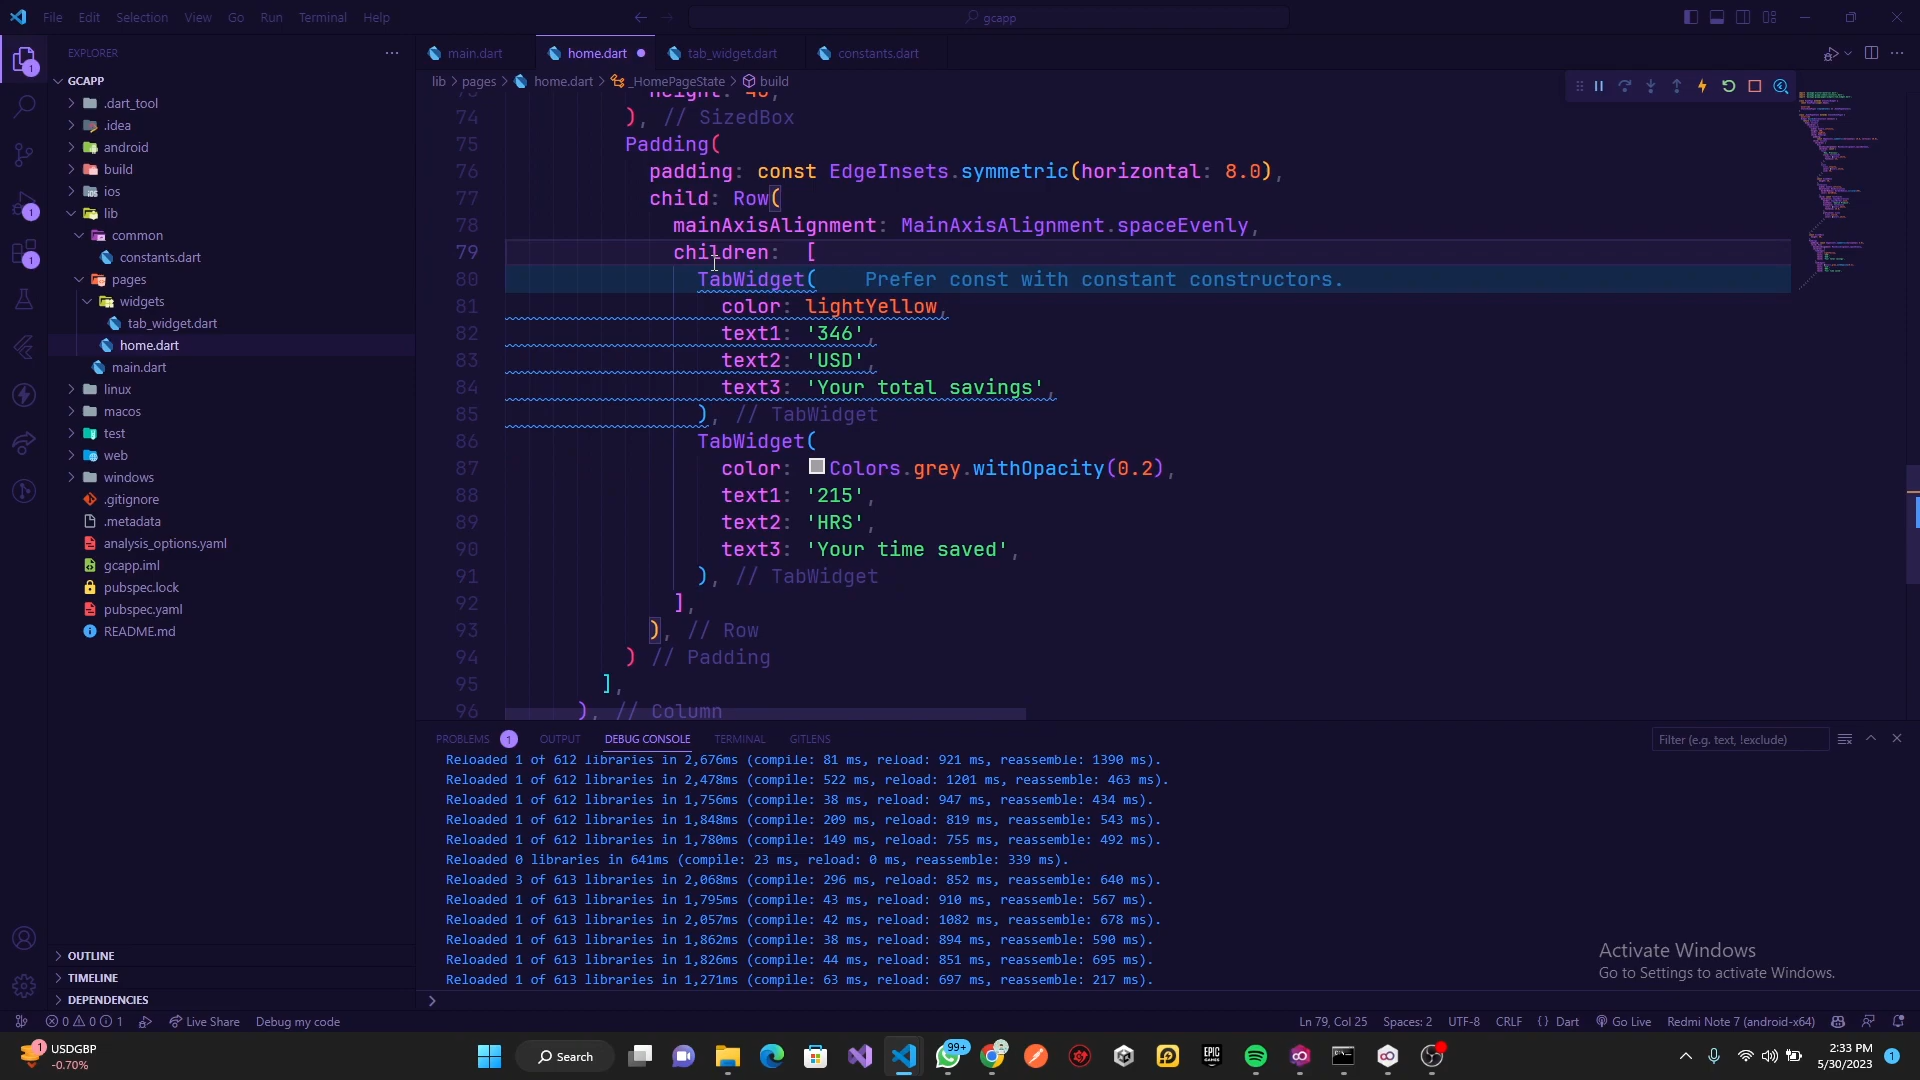 File Edit Selection View Go Run Terminal Help
gcapp
EXPLORER
GCAPP
.dart_tool
.idea
android
build
ios
lib
common
constants.dart
pages
widgets
tab_widget.dart
home.dart
main.dart
linux
macos
test
web
windows
.gitignore
.metadata
analysis_options.yaml
gcapp.iml
pubspec.lock
pubspec.yaml
README.md
OUTLINE
TIMELINE
DEPENDENCIES
1
1
1
main.dart home.dart tab_widget.dart constants.dart
lib > pages > home.dart > _HomePageState > build
height: 40,
74 ), // SizedBox
75 Padding(
76 padding: const EdgeInsets.symmetric(horizontal: 8.0),
77 child: Row(
78 mainAxisAlignment: MainAxisAlignment.spaceEvenly,
79 children: [
80 TabWidget( Prefer const with constant constructors.
81 color: lightYellow,
82 text1: '346',
83 text2: 'USD',
84 text3: 'Your total savings',
85 ), // TabWidget
86 TabWidget(
87 color: Colors.grey.withOpacity(0.2),
88 text1: '215',
89 text2: 'HRS',
90 text3: 'Your time saved',
91 ), // TabWidget
92 ],
93 ), // Row
94 ) // Padding
95 ],
96 ), // Column
PROBLEMS 1 OUTPUT DEBUG CONSOLE TERMINAL GITLENS
Filter (e.g. text, !exclude)
Reloaded 1 of 612 libraries in 2,676ms (compile: 81 ms, reload: 921 ms, reassemble: 1390 ms).
Reloaded 1 of 612 libraries in 2,478ms (compile: 522 ms, reload: 1201 ms, reassemble: 463 ms).
Reloaded 1 of 612 libraries in 1,756ms (compile: 38 ms, reload: 947 ms, reassemble: 434 ms).
Reloaded 1 of 612 libraries in 1,848ms (compile: 209 ms, reload: 819 ms, reassemble: 543 ms).
Reloaded 1 of 612 libraries in 1,780ms (compile: 149 ms, reload: 755 ms, reassemble: 492 ms).
Reloaded 0 libraries in 641ms (compile: 23 ms, reload: 0 ms, reassemble: 339 ms).
Reloaded 3 of 613 libraries in 2,068ms (compile: 296 ms, reload: 852 ms, reassemble: 640 ms).
Reloaded 1 of 613 libraries in 1,795ms (compile: 43 ms, reload: 910 ms, reassemble: 567 ms).
Reloaded 1 of 613 libraries in 2,057ms (compile: 42 ms, reload: 1082 ms, reassemble: 678 ms).
Reloaded 1 of 613 libraries in 1,862ms (compile: 38 ms, reload: 894 ms, reassemble: 590 ms).
Reloaded 1 of 613 libraries in 1,826ms (compile: 44 ms, reload: 851 ms, reassemble: 695 ms).
Reloaded 1 of 613 libraries in 1,271ms (compile: 63 ms, reload: 697 ms, reassemble: 217 ms).
Activate Windows
Go to Settings to activate Windows.
0 0 1 Live Share Debug my code
Ln 79, Col 25 Spaces: 2 UTF-8 CRLF {} Dart Go Live Redmi Note 7 (android-x64)
1 USDGBP
-0.70%
Search
99+
EPIC GAMES
2:33 PM
5/30/2023
1